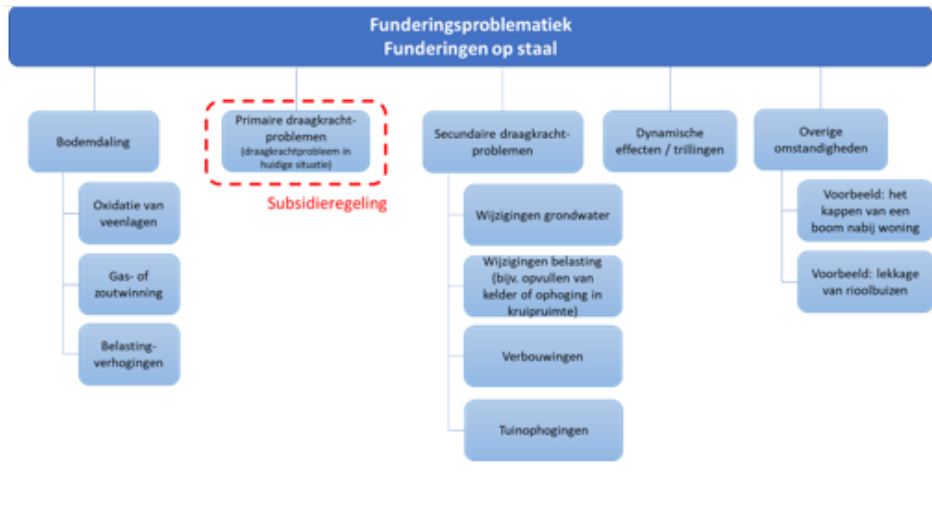 Funderingsproblematiek
Funderingen op staal
Bodemdaling
Oxidatie van
veenlagen
Gas- of
zoutwinning
Belasting-
verhogingen
Primaire draagkracht-
problemen
(draagkrachtprobleem in
huidige situatie)
Subsidieregeling
Secundaire draagkracht-
problemen
Wijzigingen grondwater
Wijzigingen belasting
(bijv. opvullen van
kelder of ophoging in
kruipruimte)
Verbouwingen
Tuinophogingen
Dynamische
effecten / trillingen
Overige
omstandigheden
Voorbeeld: het
kappen van een
boom nabij woning
Voorbeeld: lekkage
van rioolbuizen